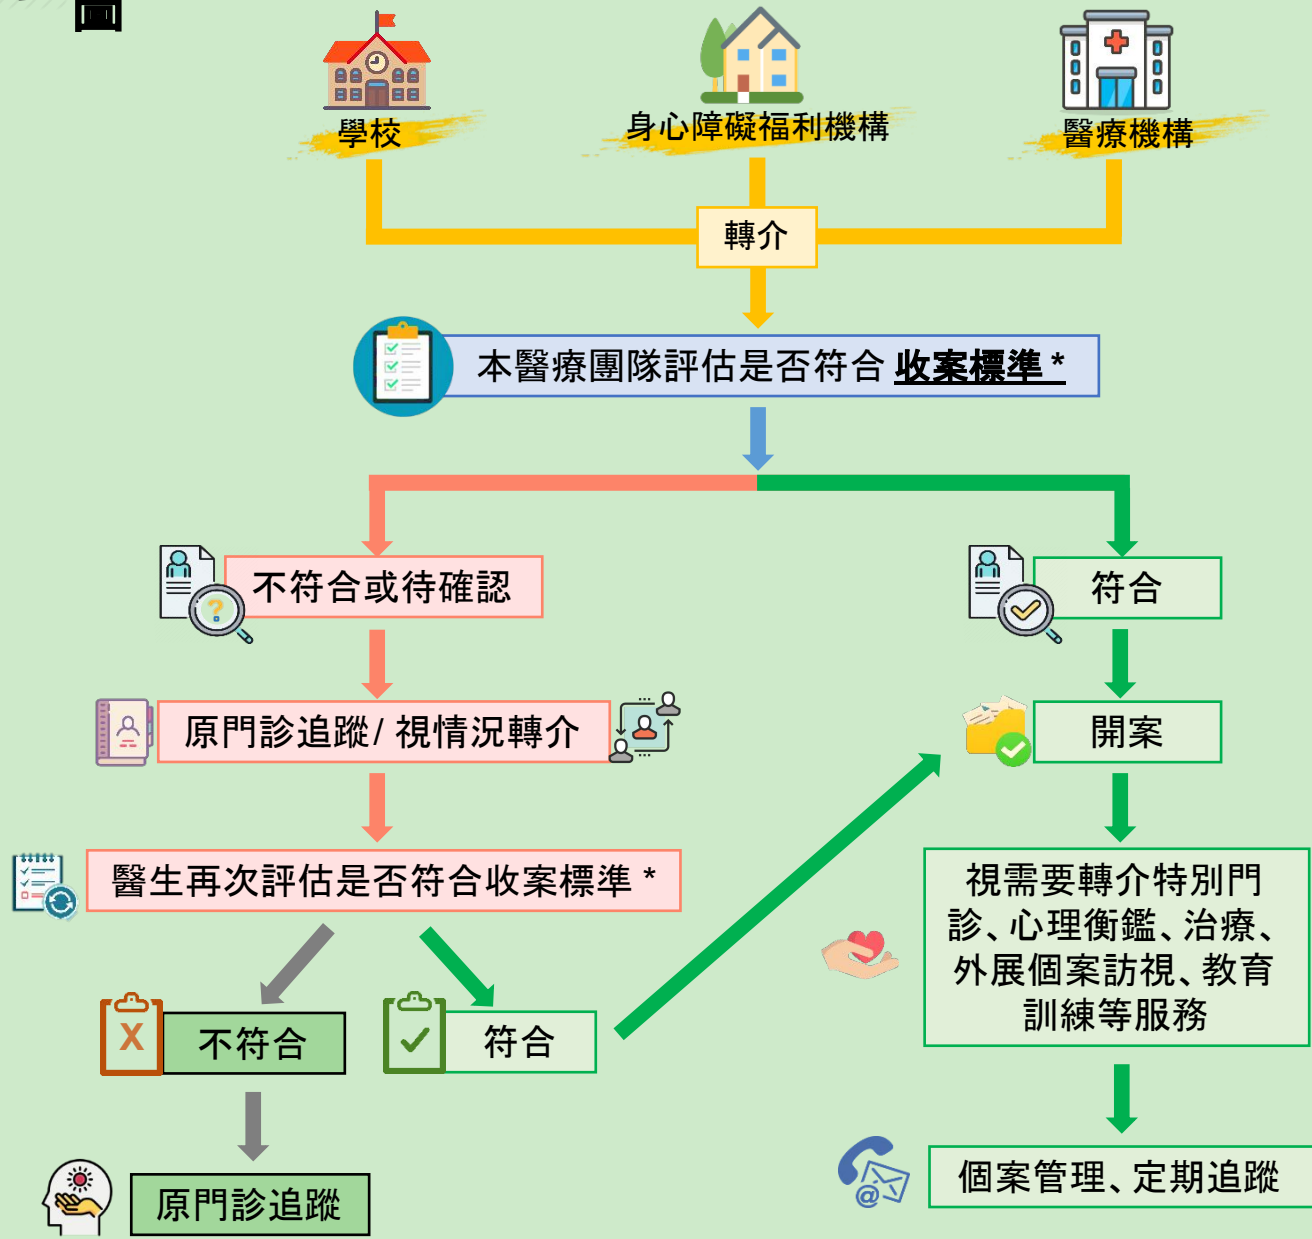 圖
學校
身心障礙福利機構
醫療機構
轉介
本醫療團隊評估是否符合 收案標準 *
不符合或待確認
符合
原門診追蹤/ 視情況轉介
開案
醫生再次評估是否符合收案標準 *
視需要轉介特別門
診、心理衡鑑、治療、
外展個案訪視、教育
訓練等服務
不符合
符合
原門診追蹤
個案管理、定期追蹤